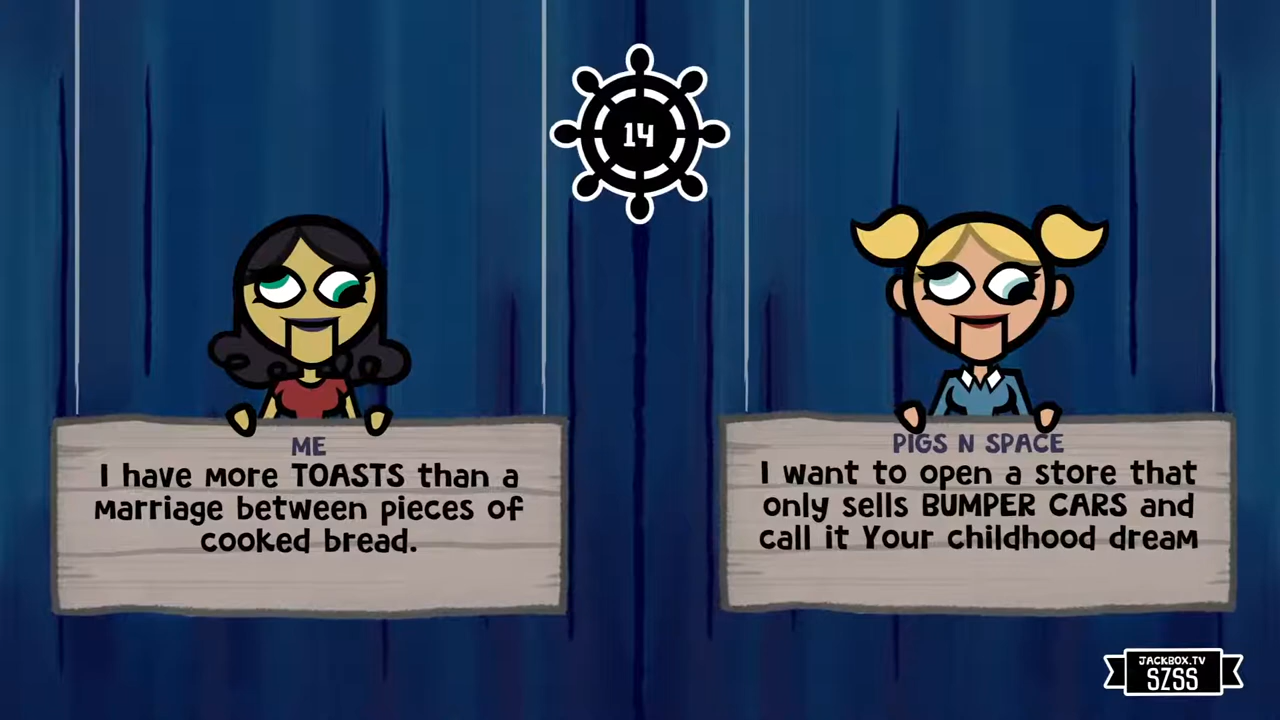 14
ME
I have more TOASTS than a
marriage between pieces of
cooked bread.
PIGS N SPACE
I want to open a store that
only sells BUMPER CARS and
call it Your childhood dream
JACKBOX.TV
SZSS